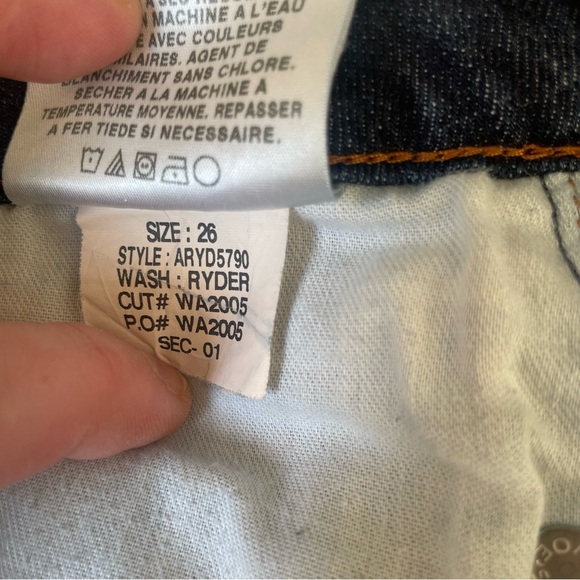 N MACHINE A L'EAU
AVEC COULEURS
AIRES. AGENT DE
BLANCHIMENT SANS CHLORE.
SECHER A LA MACHINE A
TEMPERATURE MOYENNE. REPASSER
A FER TIEDE SI NECESSAIRE.
SIZE : 26
STYLE : ARYD5790
WASH : RYDER
CUT# WA2005
P.O# WA2005
SEC- 01